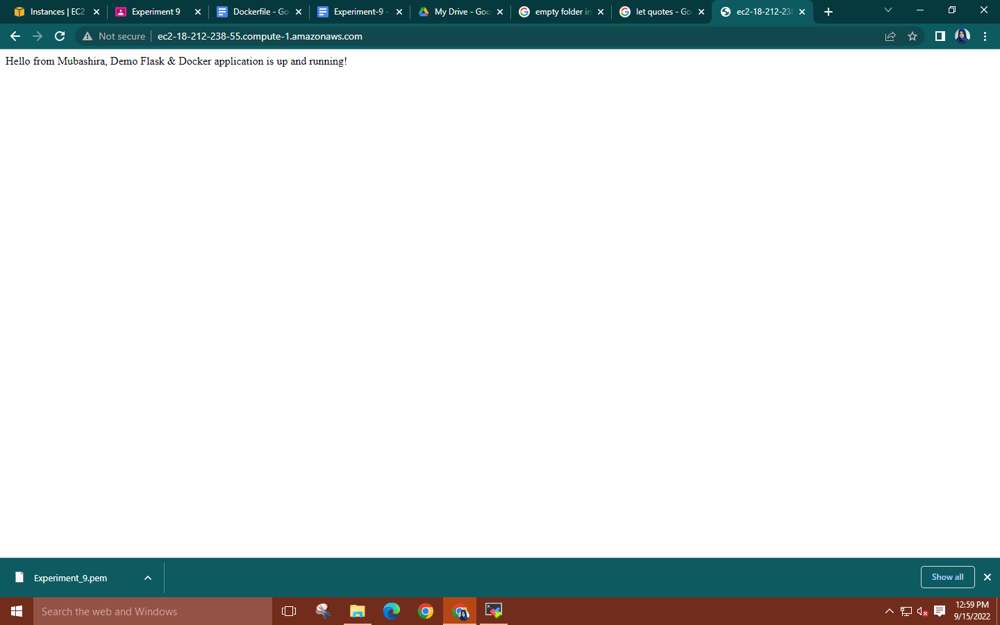 Instances | EC2
Experiment 9
Dockerfile - Go
Experiment-9 -
My Drive - Goo
empty folder in
let quotes - Go
ec2-18-212-23
Not secure
ec2-18-212-238-55.compute-1.amazonaws.com
Hello from Mubashira, Demo Flask & Docker application is up and running!
Experiment_9.pem
Show all
Search the web and Windows
12:59 PM
9/15/2022